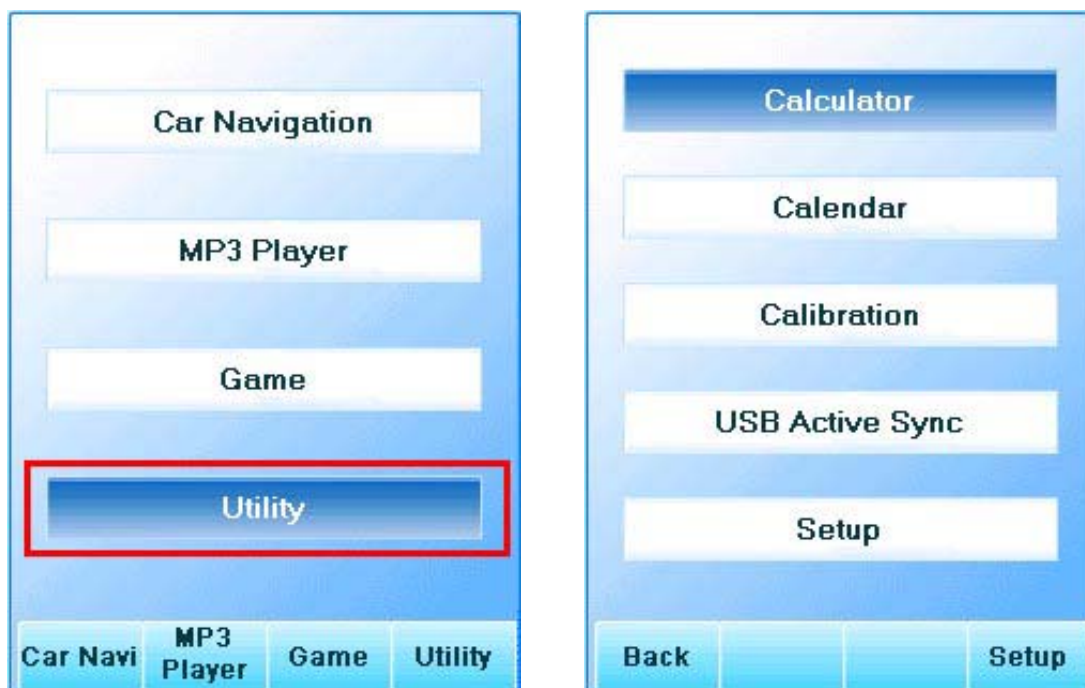 Car Navigation
MP3 Player
Game
Utility
Car Navi
MP3
Player
Game
Utility
Calculator
Calendar
Calibration
USB Active Sync
Setup
Back
Setup